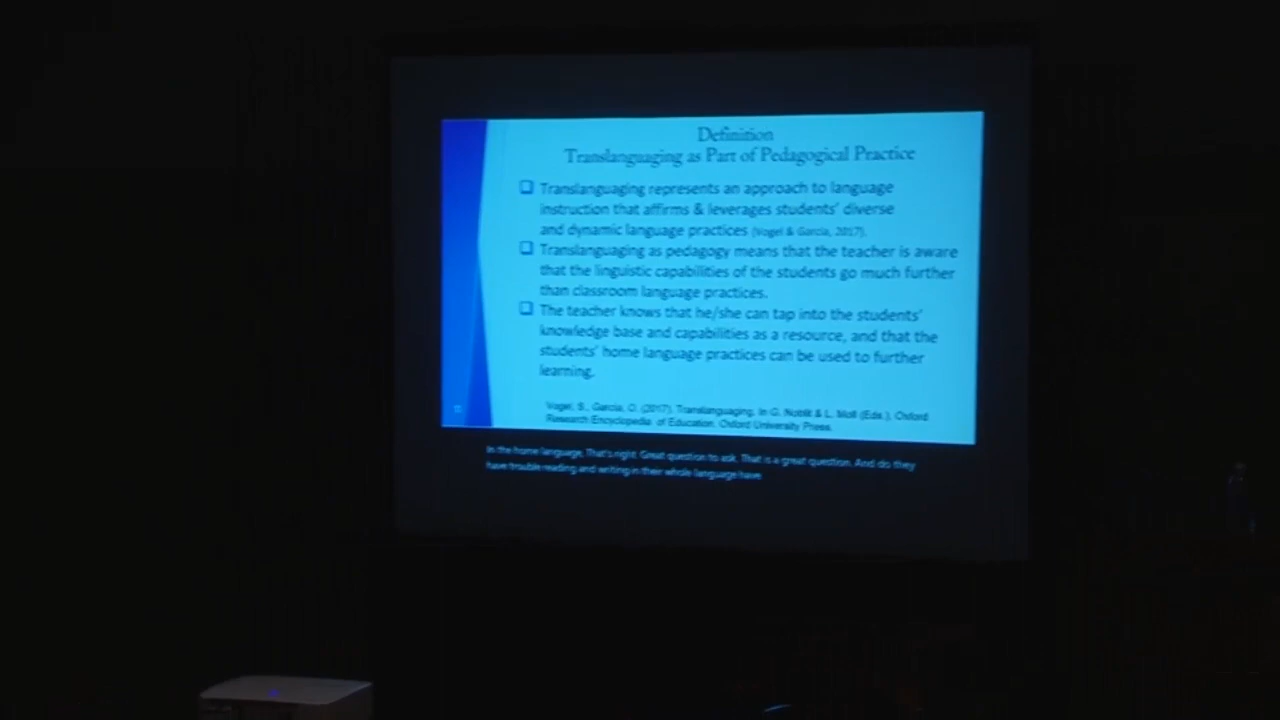 Definition
Translanguaging as Part of Pedagogical Practice
❑ Translanguaging represents an approach to language
instruction that affirms & leverages students' diverse
and dynamic language practices (Vogel & Garcia, 2017).
❑ Translanguaging as pedagogy means that the teacher is aware
that the linguistic capabilities of the students go much further
than classroom language practices.
❑ The teacher knows that he/she can tap into the students'
knowledge base and capabilities as a resource, and that the
students' home language practices can be used to further
learning.
Vogel, S., Garcia, O. (2017). Translanguaging. In G. Noblit & L. Moll (Eds.), Oxford
Research Encyclopedia of Education. Oxford University Press.
In the home language. That's right. Great question to ask. That is a great question. And do they
have trouble reading and writing in their whole language have